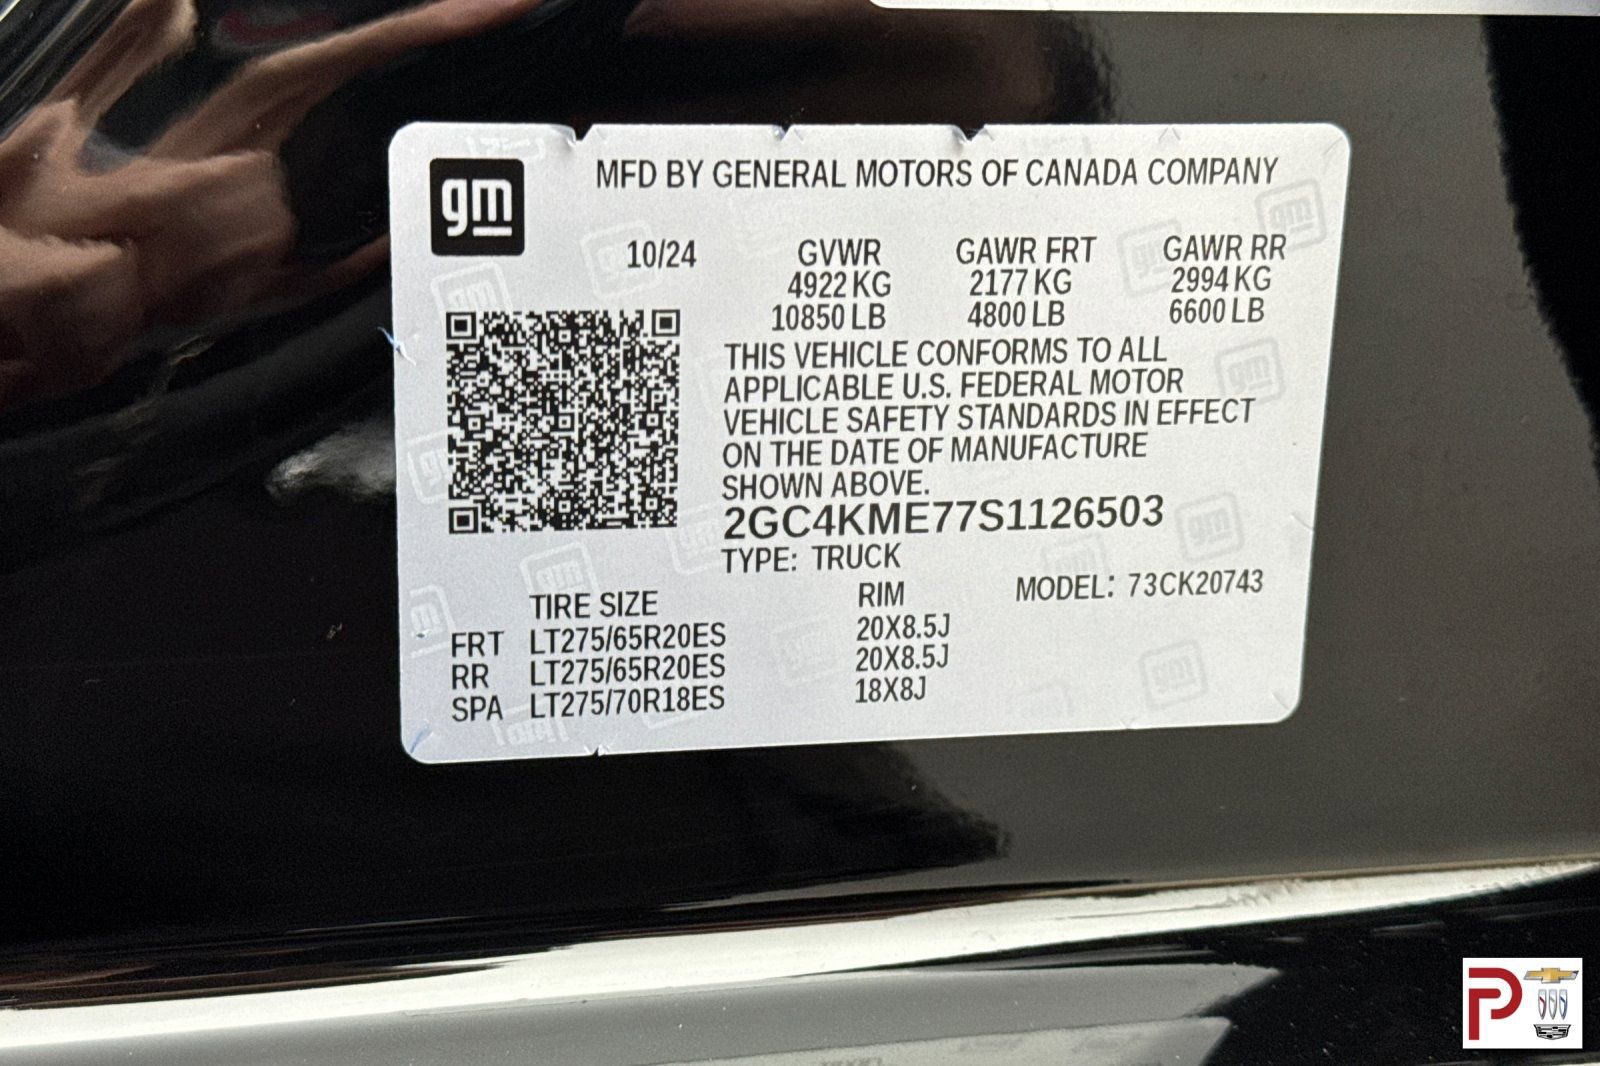 gm
MFD BY GENERAL MOTORS OF CANADA COMPANY
10/24 GVWR GAWR FRT GAWR RR
4922 KG 2177 KG 2994 KG
10850 LB 4800 LB 6600 LB
THIS VEHICLE CONFORMS TO ALL
APPLICABLE U.S. FEDERAL MOTOR
VEHICLE SAFETY STANDARDS IN EFFECT
ON THE DATE OF MANUFACTURE
SHOWN ABOVE.
2GC4KME77S1126503
TYPE: TRUCK
MODEL: 73CK20743
TIRE SIZE RIM
FRT LT275/65R20ES 20X8.5J
RR LT275/65R20ES 20X8.5J
SPA LT275/70R18ES 18X8J
P